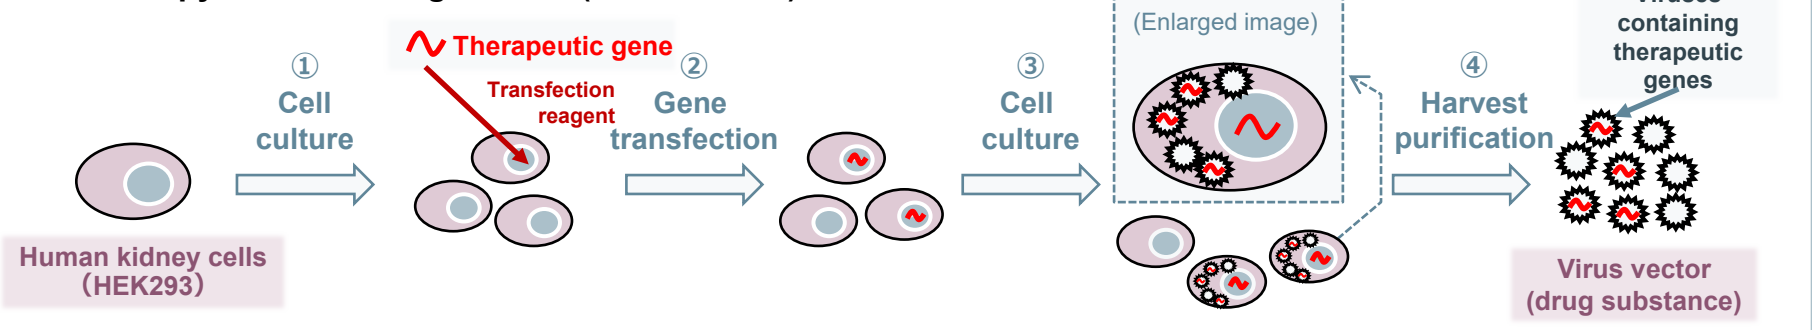 Therapeutic gene
Transfection
reagent
①
Cell
culture
②
Gene
transfection
③
Cell
culture
(Enlarged image)
④
Harvest
purification
containing
therapeutic
genes
Human kidney cells
(HEK293)
Virus vector
(drug substance)